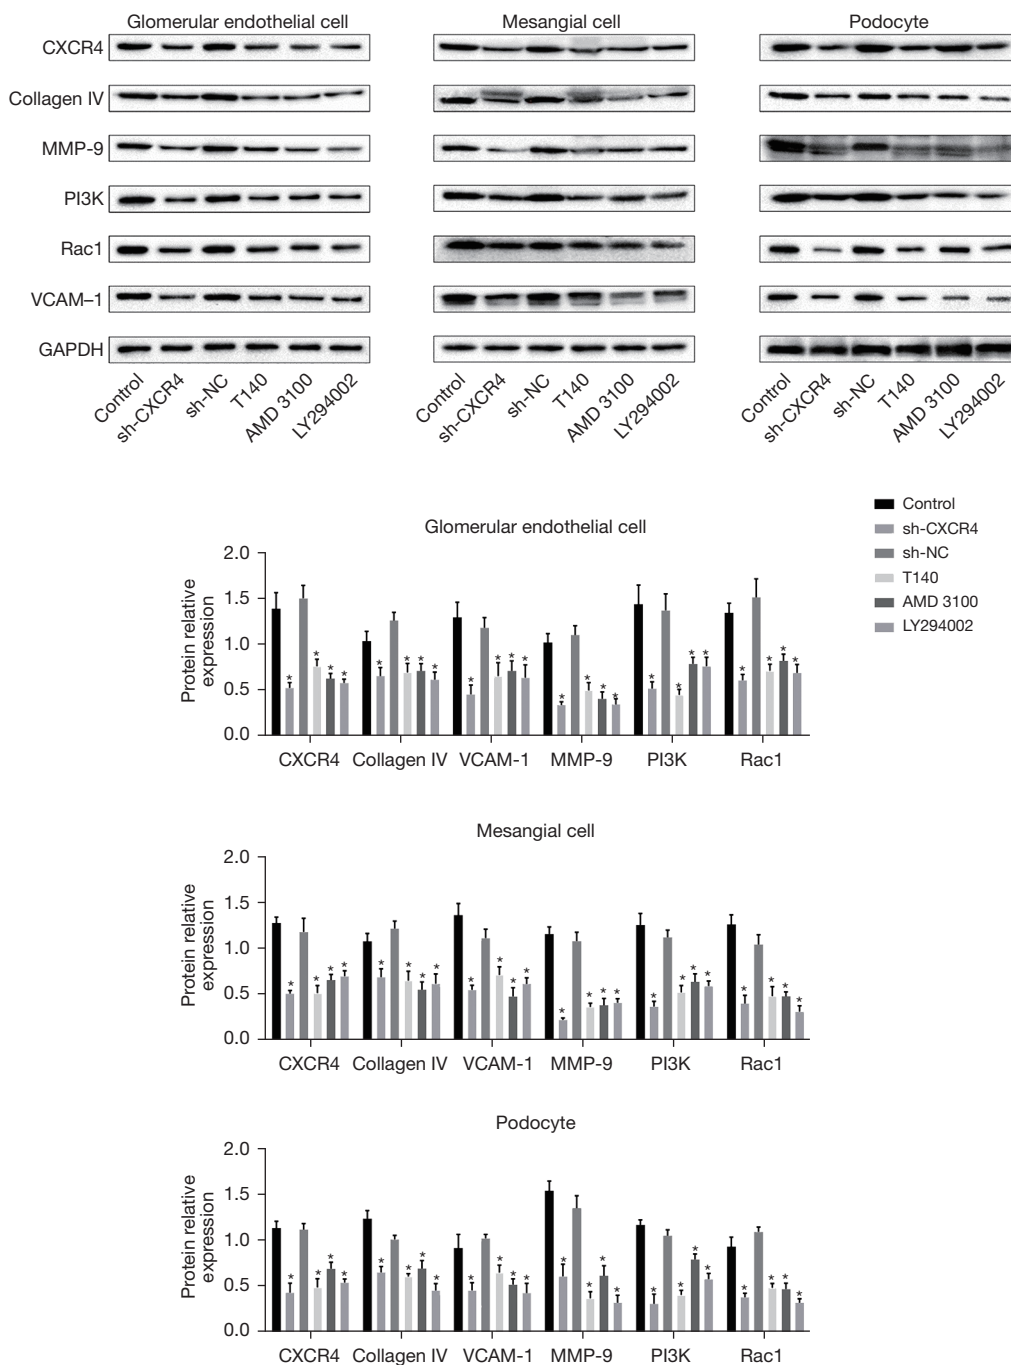 Glomerular endothelial cell Mesangial cell Podocyte
CXCR4
Collagen IV
MMP-9
PI3K
Rac1
VCAM–1
GAPDH
Control sh-CXCR4 sh-NC T140 AMD 3100 LY294002 Control sh-CXCR4 sh-NC T140 AMD 3100 LY294002 Control sh-CXCR4 sh-NC T140 AMD 3100 LY294002
Control
sh-CXCR4
sh-NC
T140
AMD 3100
LY294002
Glomerular endothelial cell
Protein relative
expression
2.0
1.5
1.0
0.5
0.0
* * * * * * * * * * * * * * * * * * * * * * * *
CXCR4 Collagen IV VCAM-1 MMP-9 PI3K Rac1
Mesangial cell
Protein relative
expression
2.0
1.5
1.0
0.5
0.0
* * * * * * * * * * * * * * * * * * * * * * * *
CXCR4 Collagen IV VCAM-1 MMP-9 PI3K Rac1
Podocyte
Protein relative
expression
2.0
1.5
1.0
0.5
0.0
* * * * * * * * * * * * * * * * * * * * * * * *
CXCR4 Collagen IV VCAM-1 MMP-9 PI3K Rac1